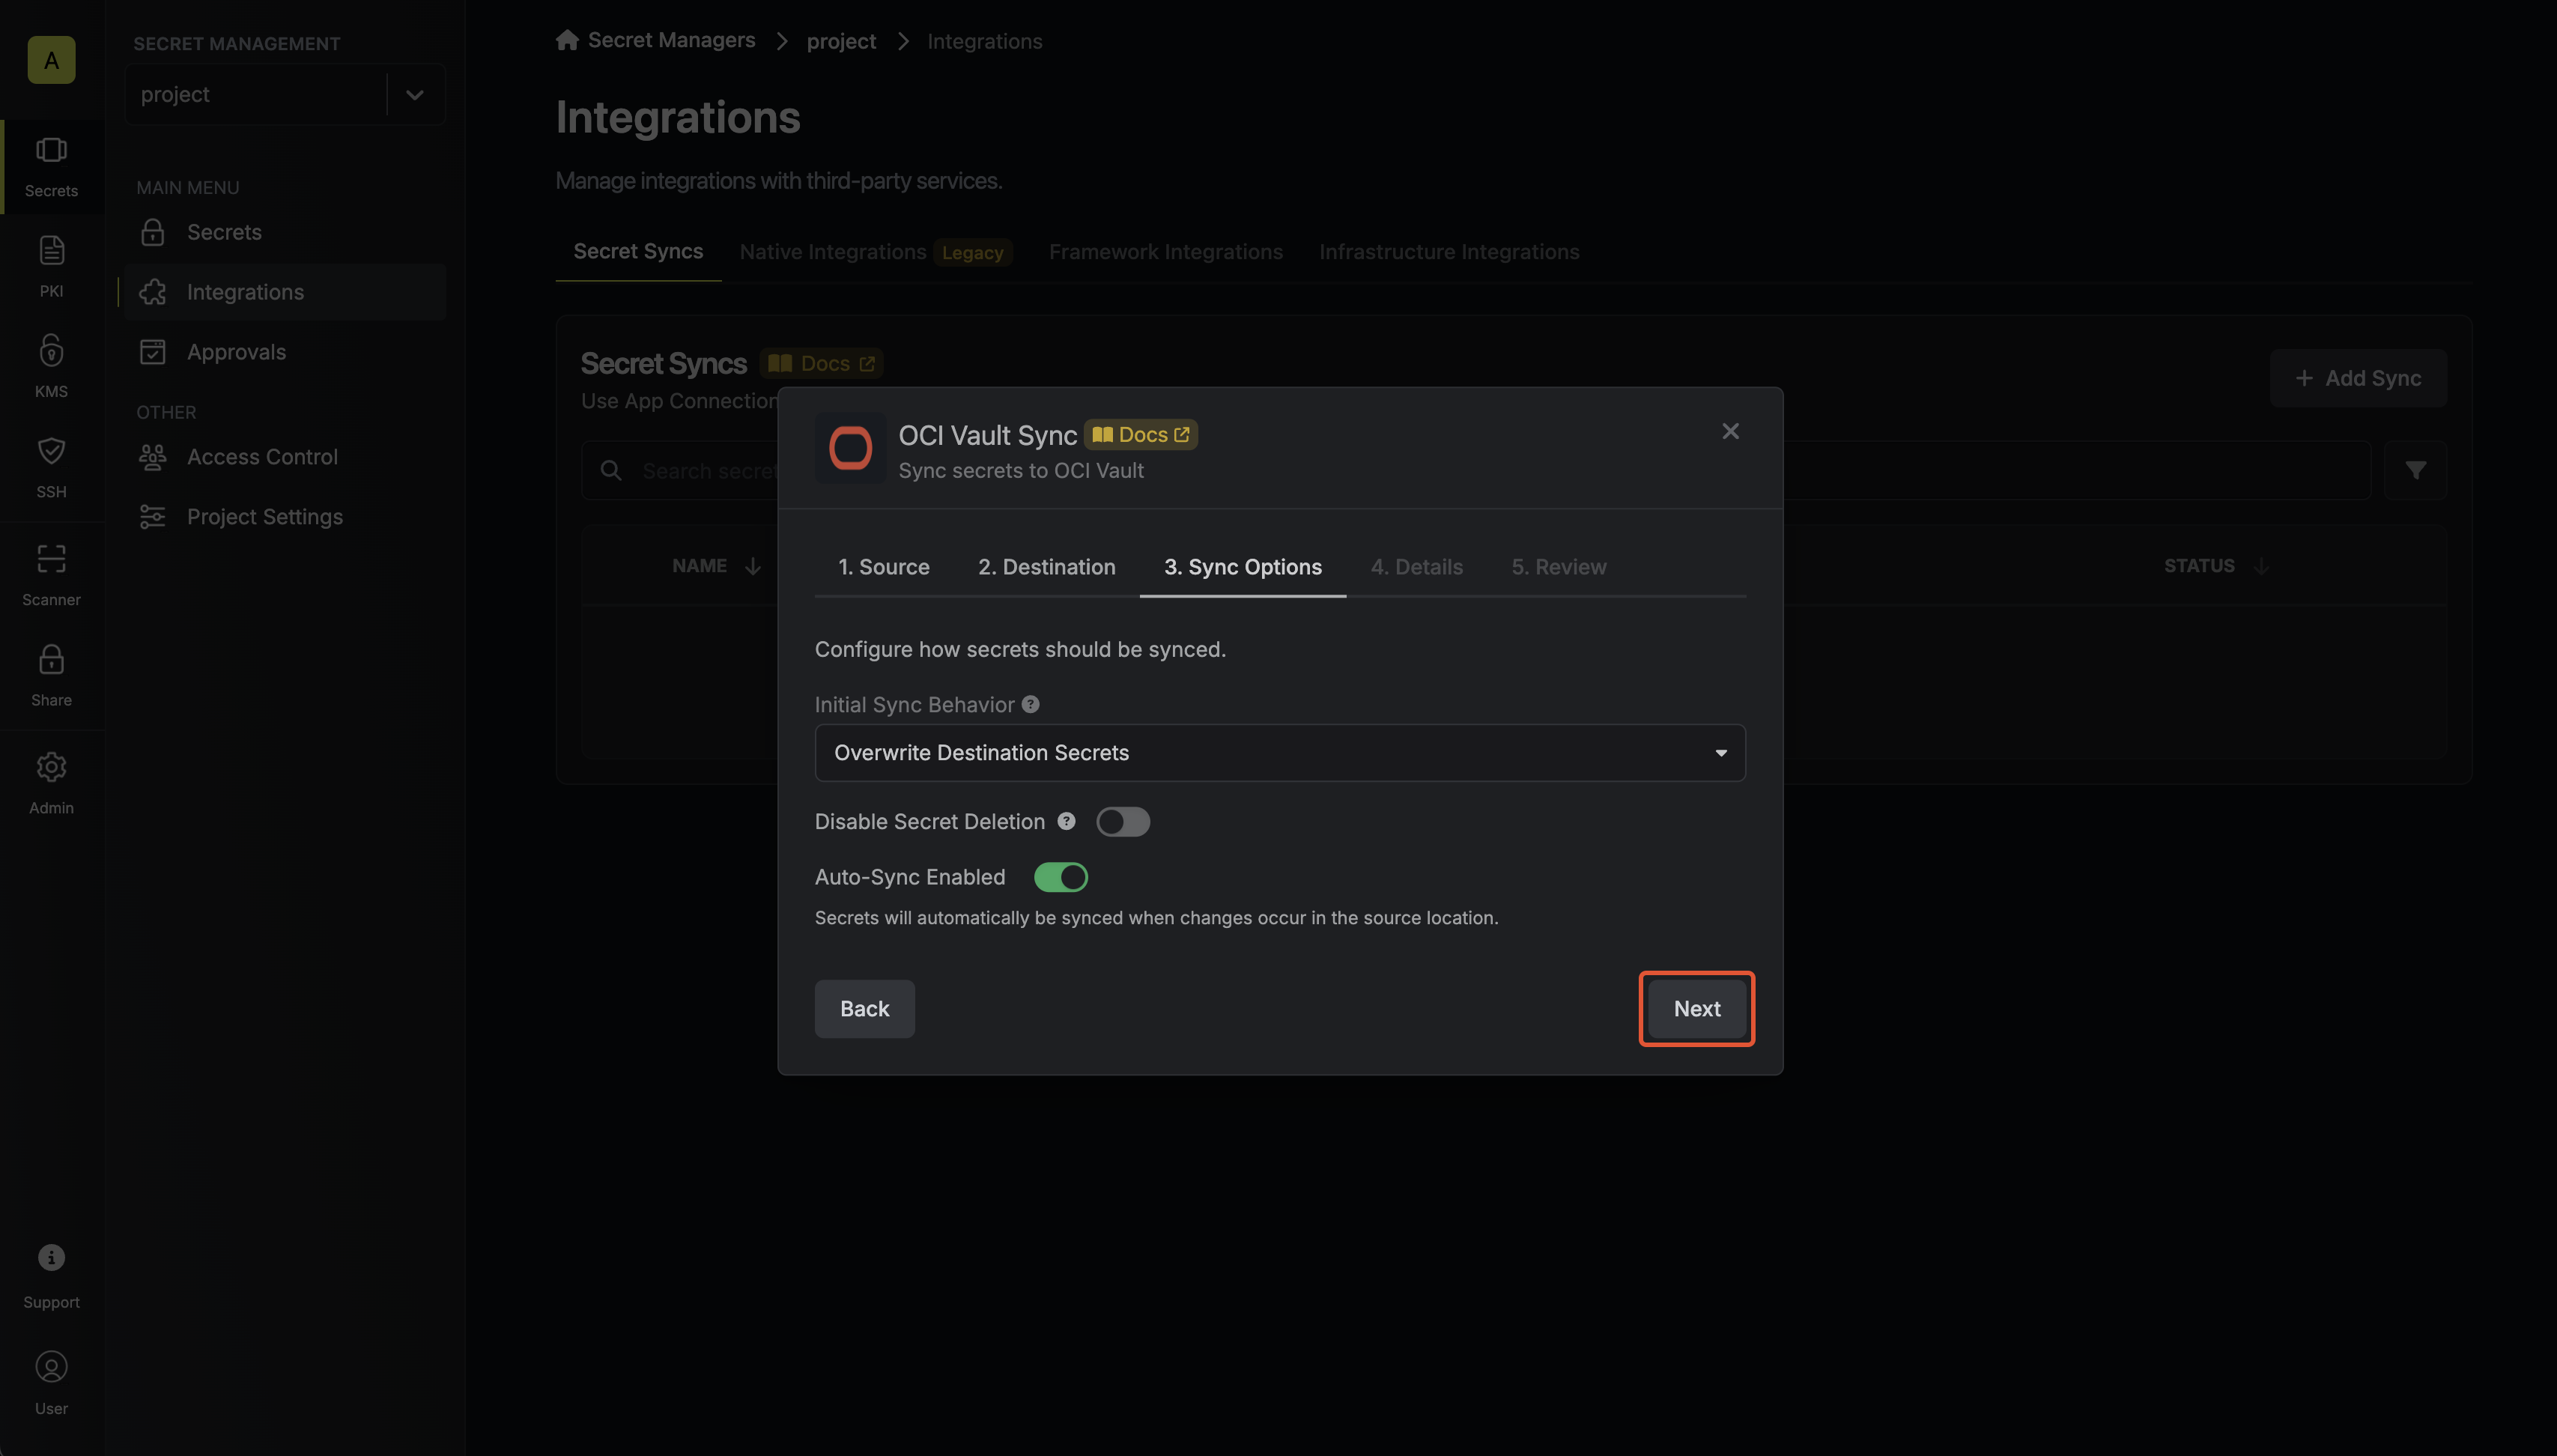 A
Secrets
PKI
KMS
SSH
Scanner
Share
Admin
Support
User
SECRET MANAGEMENT
project
MAIN MENU
Secrets
Integrations
Approvals
OTHER
Access Control
Project Settings
Secret Managers project Integrations
Integrations
Manage integrations with third-party services.
Secret Syncs Native Integrations Legacy Framework Integrations Infrastructure Integrations
Secret Syncs Docs
Use App Connection
+ Add Sync
Search secret
NAME STATUS
OCI Vault Sync Docs
Sync secrets to OCI Vault
1. Source 2. Destination 3. Sync Options 4. Details 5. Review
Configure how secrets should be synced.
Initial Sync Behavior
Overwrite Destination Secrets
Disable Secret Deletion
Auto-Sync Enabled
Secrets will automatically be synced when changes occur in the source location.
Back Next